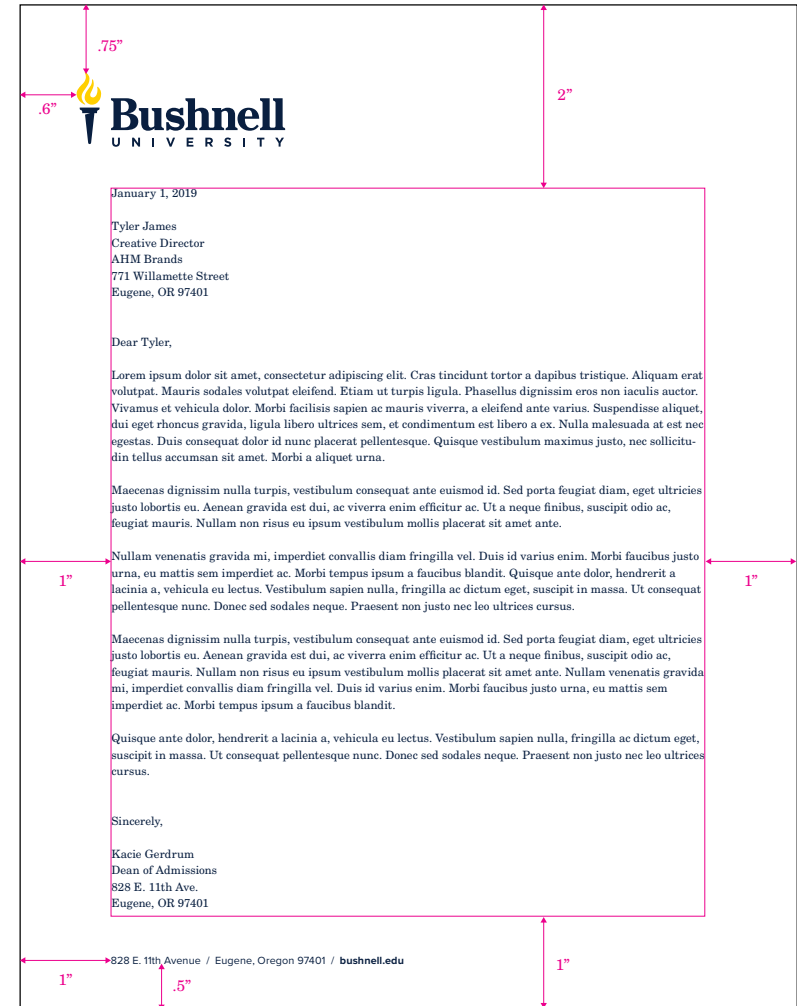 .75”
.6”
2”
Bushnell
UNIVERSITY
January 1, 2019
Tyler James
Creative Director
AHM Brands
771 Willamette Street
Eugene, OR 97401
Dear Tyler,
Lorem ipsum dolor sit amet, consectetur adipiscing elit. Cras tincidunt tortor a dapibus tristique. Aliquam erat
volutpat. Mauris sodales volutpat eleifend. Etiam ut turpis ligula. Phasellus dignissim eros non iaculis auctor.
Vivamus et vehicula dolor. Morbi facilisis sapien ac mauris viverra, a eleifend ante varius. Suspendisse aliquet,
dui eget rhoncus gravida, ligula libero ultrices sem, et condimentum est libero a ex. Nulla malesuada at est nec
egestas. Duis consequat dolor id nunc placerat pellentesque. Quisque vestibulum maximus justo, nec sollicitu-
din tellus accumsan sit amet. Morbi a aliquet urna.
Maecenas dignissim nulla turpis, vestibulum consequat ante euismod id. Sed porta feugiat diam, eget ultricies
justo lobortis eu. Aenean gravida est dui, ac viverra enim efficitur ac. Ut a neque finibus, suscipit odio ac,
feugiat mauris. Nullam non risus eu ipsum vestibulum mollis placerat sit amet ante.
Nullam venenatis gravida mi, imperdiet convallis diam fringilla vel. Duis id varius enim. Morbi faucibus justo
urna, eu mattis sem imperdiet ac. Morbi tempus ipsum a faucibus blandit. Quisque ante dolor, hendrerit a
lacinia a, vehicula eu lectus. Vestibulum sapien nulla, fringilla ac dictum eget, suscipit in massa. Ut consequat
pellentesque nunc. Donec sed sodales neque. Praesent non justo nec leo ultrices cursus.
1”
1”
Maecenas dignissim nulla turpis, vestibulum consequat ante euismod id. Sed porta feugiat diam, eget ultricies
justo lobortis eu. Aenean gravida est dui, ac viverra enim efficitur ac. Ut a neque finibus, suscipit odio ac,
feugiat mauris. Nullam non risus eu ipsum vestibulum mollis placerat sit amet ante. Nullam venenatis gravida
mi, imperdiet convallis diam fringilla vel. Duis id varius enim. Morbi faucibus justo urna, eu mattis sem
imperdiet ac. Morbi tempus ipsum a faucibus blandit.
Quisque ante dolor, hendrerit a lacinia a, vehicula eu lectus. Vestibulum sapien nulla, fringilla ac dictum eget,
suscipit in massa. Ut consequat pellentesque nunc. Donec sed sodales neque. Praesent non justo nec leo ultrices
cursus.
Sincerely,
Kacie Gerdrum
Dean of Admissions
828 E. 11th Ave.
Eugene, OR 97401
828 E. 11th Avenue / Eugene, Oregon 97401 / bushnell.edu
1”
.5”
1”